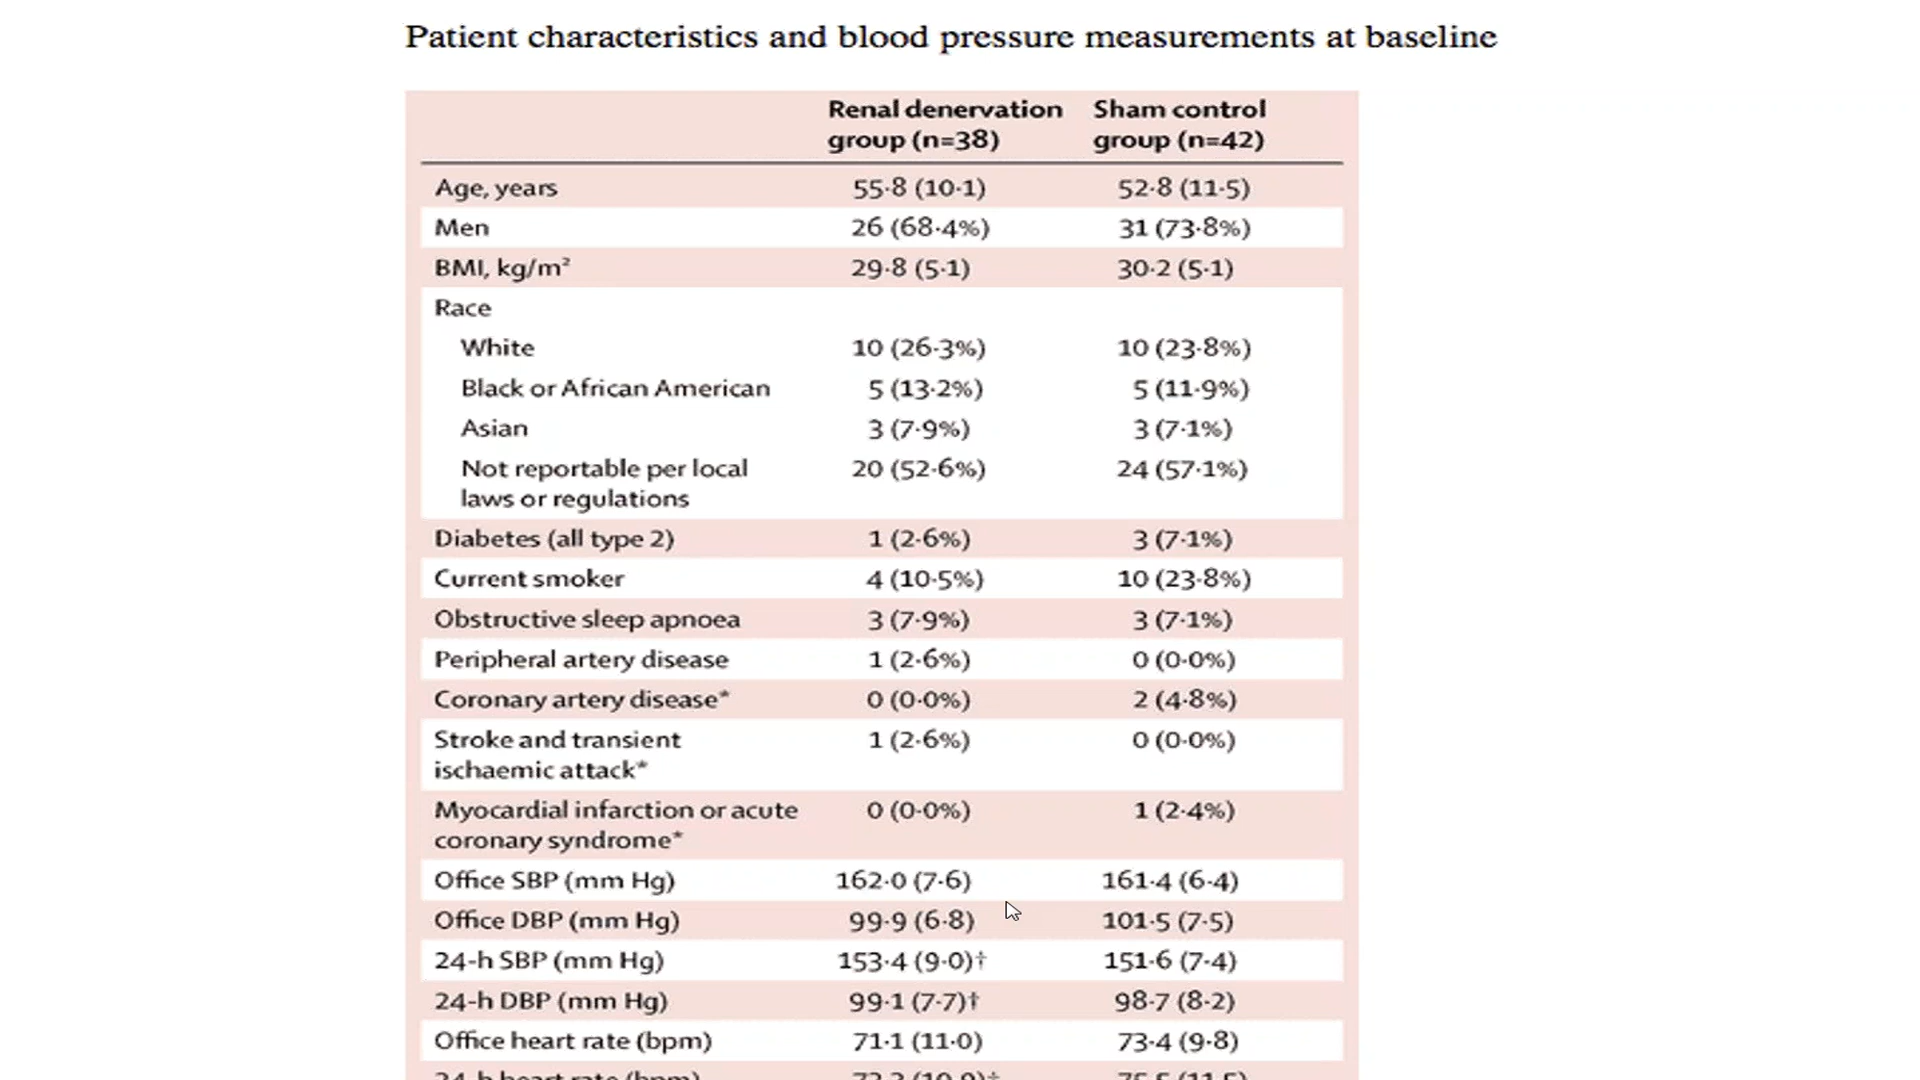 Patient characteristics and blood pressure measurements at baseline
Renal denervation group (n=38) Sham control group (n=42)
Age, years 55·8 (10·1) 52·8 (11·5)
Men 26 (68·4%) 31 (73·8%)
BMI, kg/m² 29·8 (5·1) 30·2 (5·1)
Race
White 10 (26·3%) 10 (23·8%)
Black or African American 5 (13·2%) 5 (11·9%)
Asian 3 (7·9%) 3 (7·1%)
Not reportable per local 20 (52·6%) 24 (57·1%)
laws or regulations
Diabetes (all type 2) 1 (2·6%) 3 (7·1%)
Current smoker 4 (10·5%) 10 (23·8%)
Obstructive sleep apnoea 3 (7·9%) 3 (7·1%)
Peripheral artery disease 1 (2·6%) 0 (0·0%)
Coronary artery disease* 0 (0·0%) 2 (4·8%)
Stroke and transient 1 (2·6%) 0 (0·0%)
ischaemic attack*
Myocardial infarction or acute 0 (0·0%) 1 (2·4%)
coronary syndrome*
Office SBP (mm Hg) 162·0 (7·6) 161·4 (6·4)
Office DBP (mm Hg) 99·9 (6·8) 101·5 (7·5)
24-h SBP (mm Hg) 153·4 (9·0)† 151·6 (7·4)
24-h DBP (mm Hg) 99·1 (7·7)† 98·7 (8·2)
Office heart rate (bpm) 71·1 (11·0) 73·4 (9·8)
24-h heart rate (bpm)